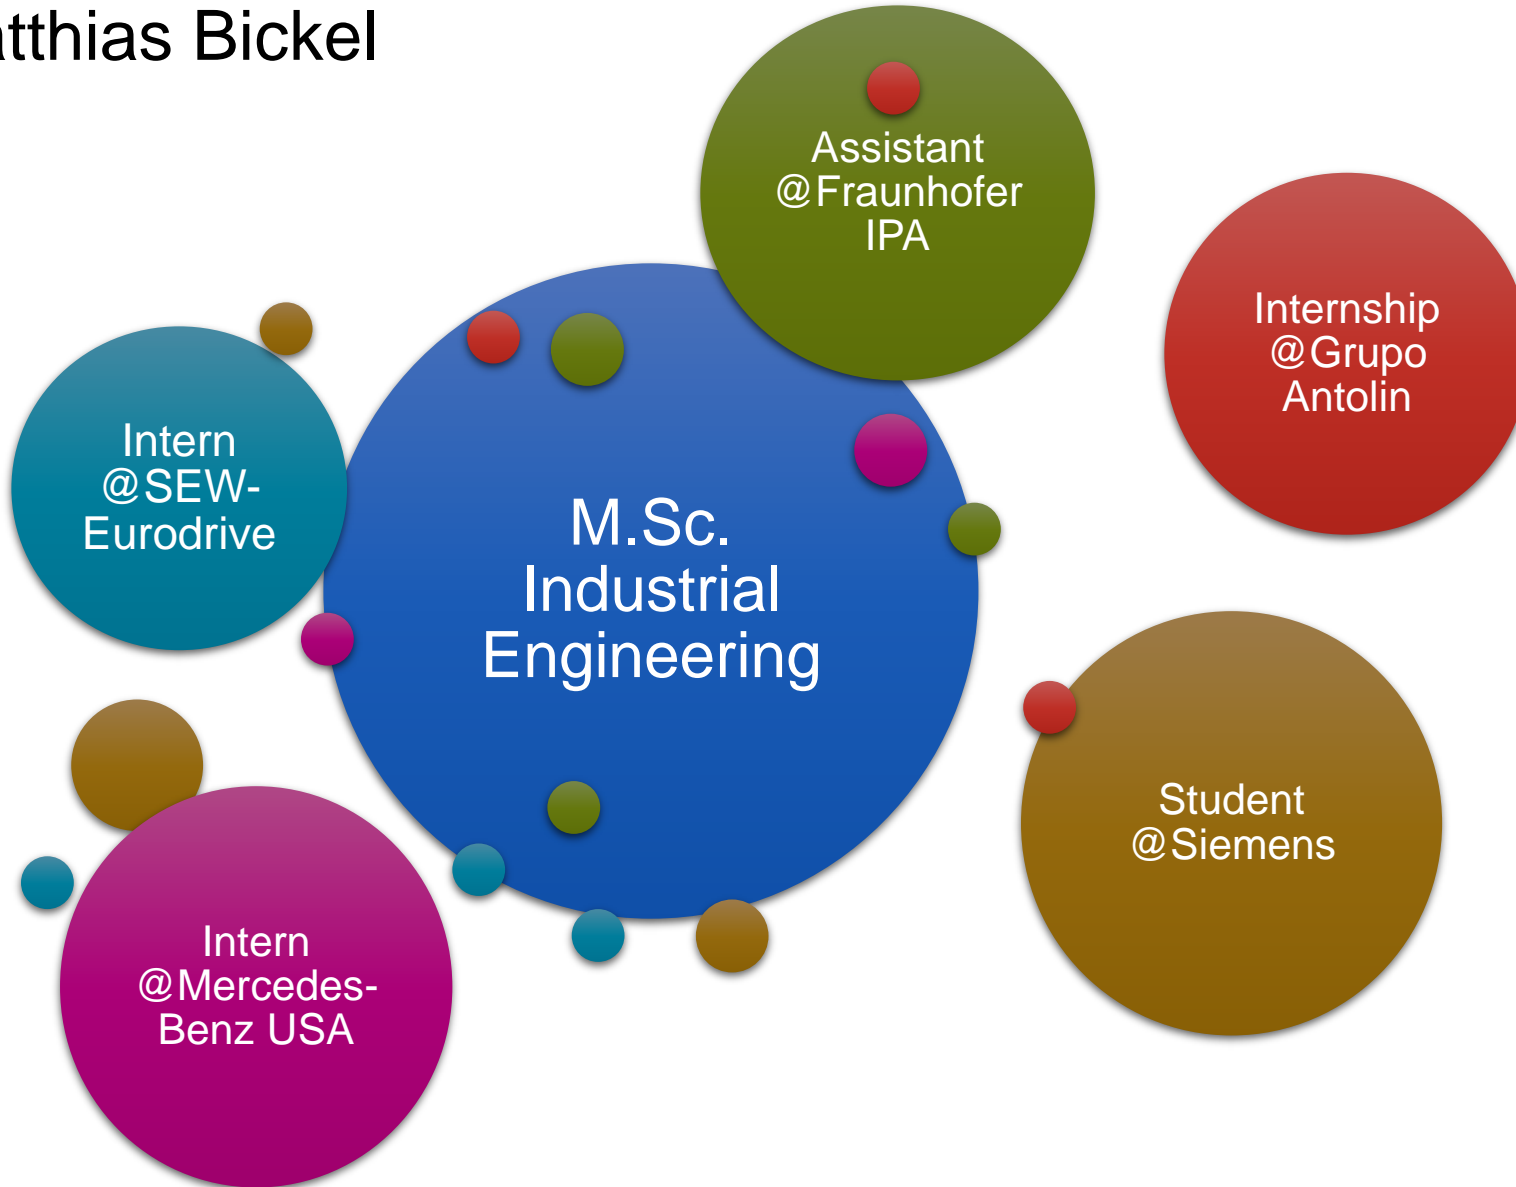 atthias Bickel
Assistant
@Fraunhofer
IPA
Internship
@Grupo
Antolin
Intern
@SEW-
Eurodrive
M.Sc.
Industrial
Engineering
Student
@Siemens
Intern
@Mercedes-
Benz USA